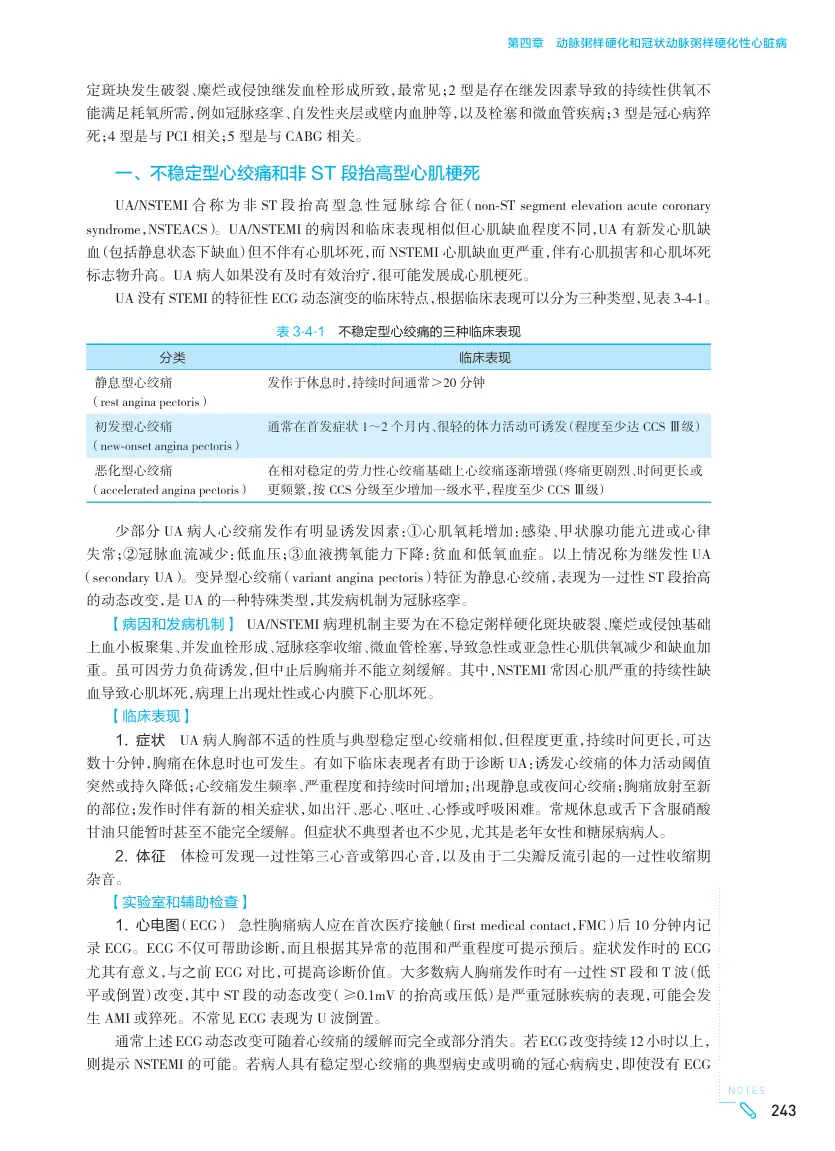 第四章 动脉粥样硬化和冠状动脉粥样硬化性心脏病
定斑块发生破裂、糜烂或侵蚀继发血栓形成所致,最常见;2 型是存在继发因素导致的持续性供氧不
能满足耗氧所需,例如冠脉痉挛、自发性夹层或壁内血肿等,以及栓塞和微血管疾病;3 型是冠心病猝
死;4 型是与 PCI 相关;5 型是与 CABG 相关。
一、不稳定型心绞痛和非 ST 段抬高型心肌梗死
UA/NSTEMI 合称为非 ST 段抬高型急性冠脉综合征(non-ST segment elevation acute coronary
syndrome,NSTEACS)。UA/NSTEMI 的病因和临床表现相似但心肌缺血程度不同,UA 有新发心肌缺
血(包括静息状态下缺血)但不伴有心肌坏死,而 NSTEMI 心肌缺血更严重,伴有心肌损害和心肌坏死
标志物升高。UA 病人如果没有及时有效治疗,很可能发展成心肌梗死。
UA 没有 STEMI 的特征性 ECG 动态演变的临床特点,根据临床表现可以分为三种类型,见表 3-4-1。
表 3-4-1 不稳定型心绞痛的三种临床表现
分类 临床表现
静息型心绞痛 发作于休息时,持续时间通常>20 分钟
(rest angina pectoris)
初发型心绞痛 通常在首发症状 1~2 个月内、很轻的体力活动可诱发(程度至少达 CCS Ⅲ级)
(new-onset angina pectoris)
恶化型心绞痛 在相对稳定的劳力性心绞痛基础上心绞痛逐渐增强(疼痛更剧烈、时间更长或
(accelerated angina pectoris) 更频繁,按 CCS 分级至少增加一级水平,程度至少 CCS Ⅲ级)
少部分 UA 病人心绞痛发作有明显诱发因素:①心肌氧耗增加:感染、甲状腺功能亢进或心律
失常;②冠脉血流减少:低血压;③血液携氧能力下降:贫血和低氧血症。以上情况称为继发性 UA
(secondary UA)。变异型心绞痛(variant angina pectoris)特征为静息心绞痛,表现为一过性 ST 段抬高
的动态改变,是 UA 的一种特殊类型,其发病机制为冠脉痉挛。
【病因和发病机制】 UA/NSTEMI 病理机制主要为在不稳定粥样硬化斑块破裂、糜烂或侵蚀基础
上血小板聚集、并发血栓形成、冠脉痉挛收缩、微血管栓塞,导致急性或亚急性心肌供氧减少和缺血加
重。虽可因劳力负荷诱发,但中止后胸痛并不能立刻缓解。其中,NSTEMI 常因心肌严重的持续性缺
血导致心肌坏死,病理上出现灶性或心内膜下心肌坏死。
【临床表现】
1. 症状 UA 病人胸部不适的性质与典型稳定型心绞痛相似,但程度更重,持续时间更长,可达
数十分钟,胸痛在休息时也可发生。有如下临床表现者有助于诊断 UA:诱发心绞痛的体力活动阈值
突然或持久降低;心绞痛发生频率、严重程度和持续时间增加;出现静息或夜间心绞痛;胸痛放射至新
的部位;发作时伴有新的相关症状,如出汗、恶心、呕吐、心悸或呼吸困难。常规休息或舌下含服硝酸
甘油只能暂时甚至不能完全缓解。但症状不典型者也不少见,尤其是老年女性和糖尿病病人。
2. 体征 体检可发现一过性第三心音或第四心音,以及由于二尖瓣反流引起的一过性收缩期
杂音。
【实验室和辅助检查】
1. 心电图(ECG) 急性胸痛病人应在首次医疗接触(first medical contact,FMC)后 10 分钟内记
录 ECG。ECG 不仅可帮助诊断,而且根据其异常的范围和严重程度可提示预后。症状发作时的 ECG
尤其有意义,与之前 ECG 对比,可提高诊断价值。大多数病人胸痛发作时有一过性 ST 段和 T 波(低
平或倒置)改变,其中 ST 段的动态改变(≥0.1mV 的抬高或压低)是严重冠脉疾病的表现,可能会发
生 AMI 或猝死。不常见 ECG 表现为 U 波倒置。
通常上述 ECG 动态改变可随着心绞痛的缓解而完全或部分消失。若 ECG 改变持续 12 小时以上,
则提示 NSTEMI 的可能。若病人具有稳定型心绞痛的典型病史或明确的冠心病病史,即使没有 ECG
NOTES
243